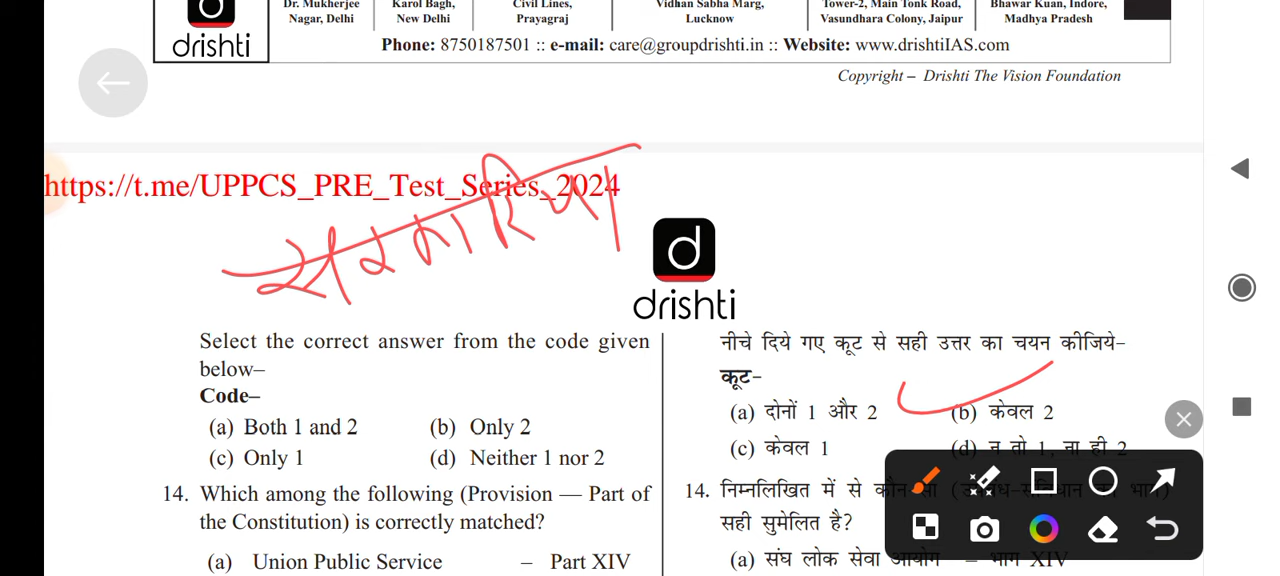 Dr. Mukherjee Nagar, Delhi
Karol Bagh, New Delhi
Civil Lines, Prayagraj
Vidhan Sabha Marg, Lucknow
Tower-2, Main Tonk Road, Vasundhara Colony, Jaipur
Bhawar Kuan, Indore, Madhya Pradesh
drishti
Phone: 8750187501 :: e-mail: care@groupdrishti.in :: Website: www.drishtiIAS.com
Copyright – Drishti The Vision Foundation
https://t.me/UPPCS_PRE_Test_Series_2024
drishti
Select the correct answer from the code given
below–
Code–
(a) Both 1 and 2 (b) Only 2
(c) Only 1 (d) Neither 1 nor 2
14. Which among the following (Provision — Part of
the Constitution) is correctly matched?
(a) Union Public Service – Part XIV
नीचे दिये गए कूट से सही उत्तर का चयन कीजिये–
कूट–
(a) दोनों 1 और 2 (b) केवल 2
(c) केवल 1 (d) न तो 1, ना ही 2
14. निम्नलिखित में से कौन-सा (उपबंध-संविधान का भाग)
सही सुमेलित है?
(a) संघ लोक सेवा आयोग – भाग XIV